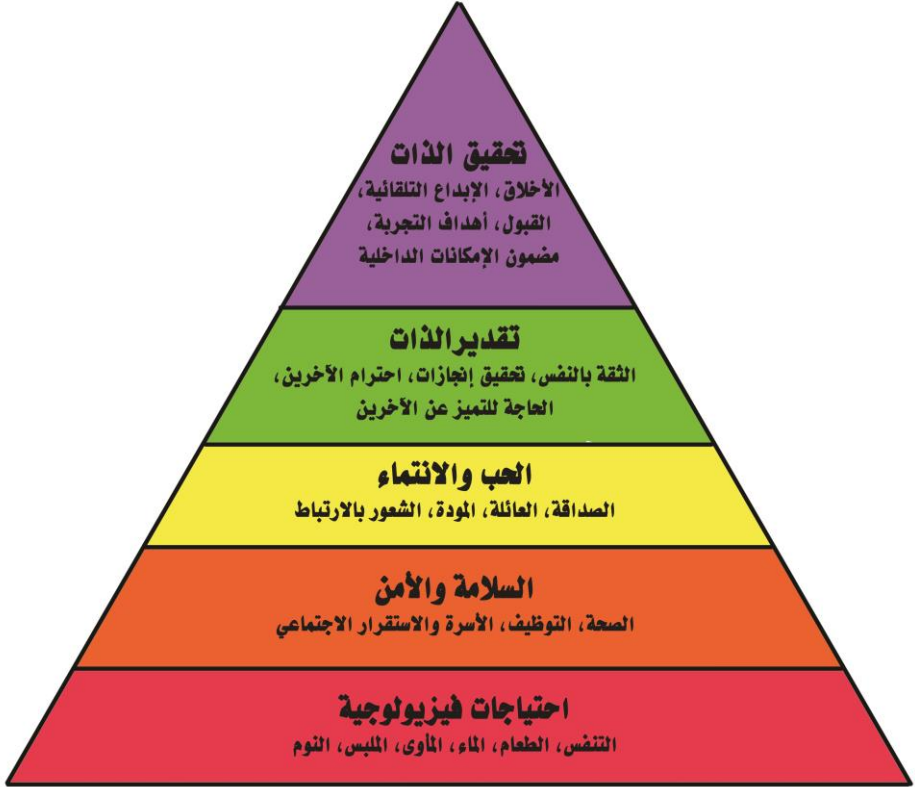 تحقيق الذات
الأخلاق، الإبداع التلقائية،
القبول، أهداف التجربة،
مضمون الإمكانات الداخلية
تقديرالذات
الثقة بالنفس، تحقيق إنجازات، احترام الآخرين،
الحاجة للتميز عن الآخرين
الحب والانتماء
الصداقة، العائلة، المودة، الشعور بالارتباط
السلامة والأمن
الصحة، التوظيف، الأسرة والاستقرار الاجتماعي
احتياجات فيزيولوجية
التنفس، الطعام، الماء، المأوى، الملبس، النوم